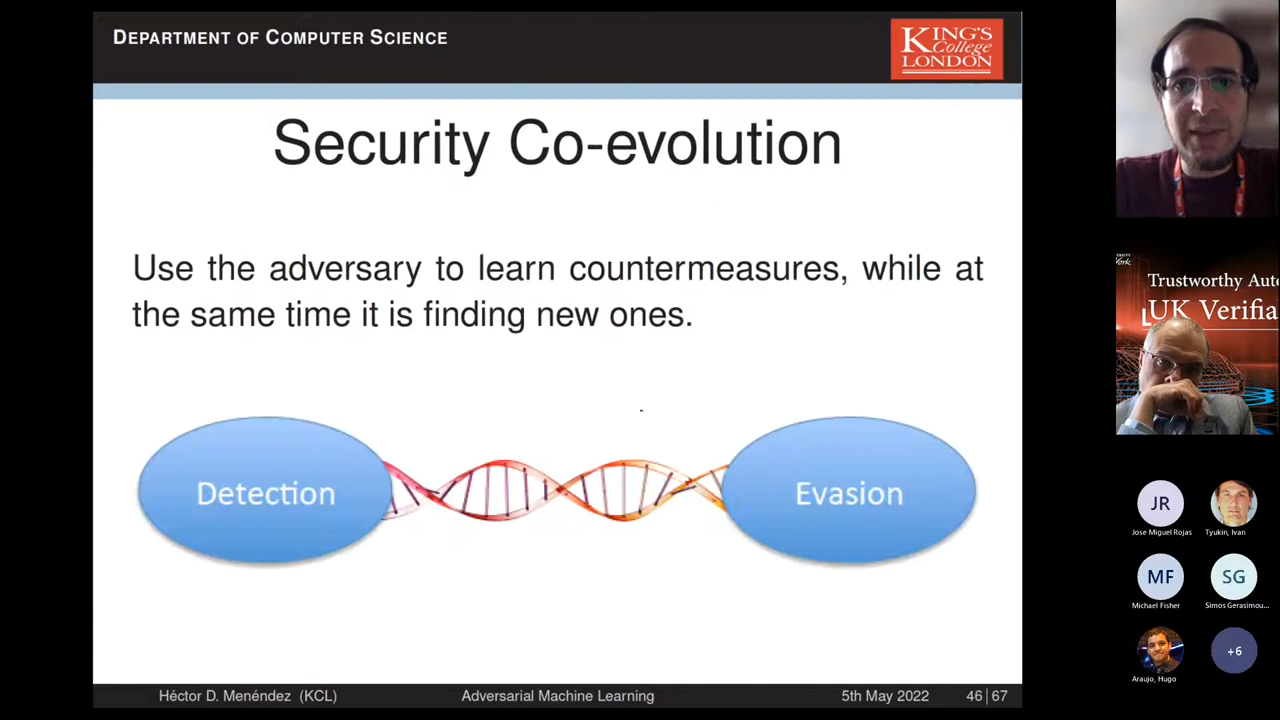 DEPARTMENT OF COMPUTER SCIENCE
KING'S
College
LONDON
Security Co-evolution
Use the adversary to learn countermeasures, while at
the same time it is finding new ones.
Detection
Evasion
Héctor D. Menéndez (KCL)
Adversarial Machine Learning
5th May 2022
46|67
Trustworthy Aut
UK Verifia
JR
Jose Miguel Rojas
Tyukin, Ivan
MF
Michael Fisher
SG
Simos Gerasimou...
Araujo, Hugo
+6